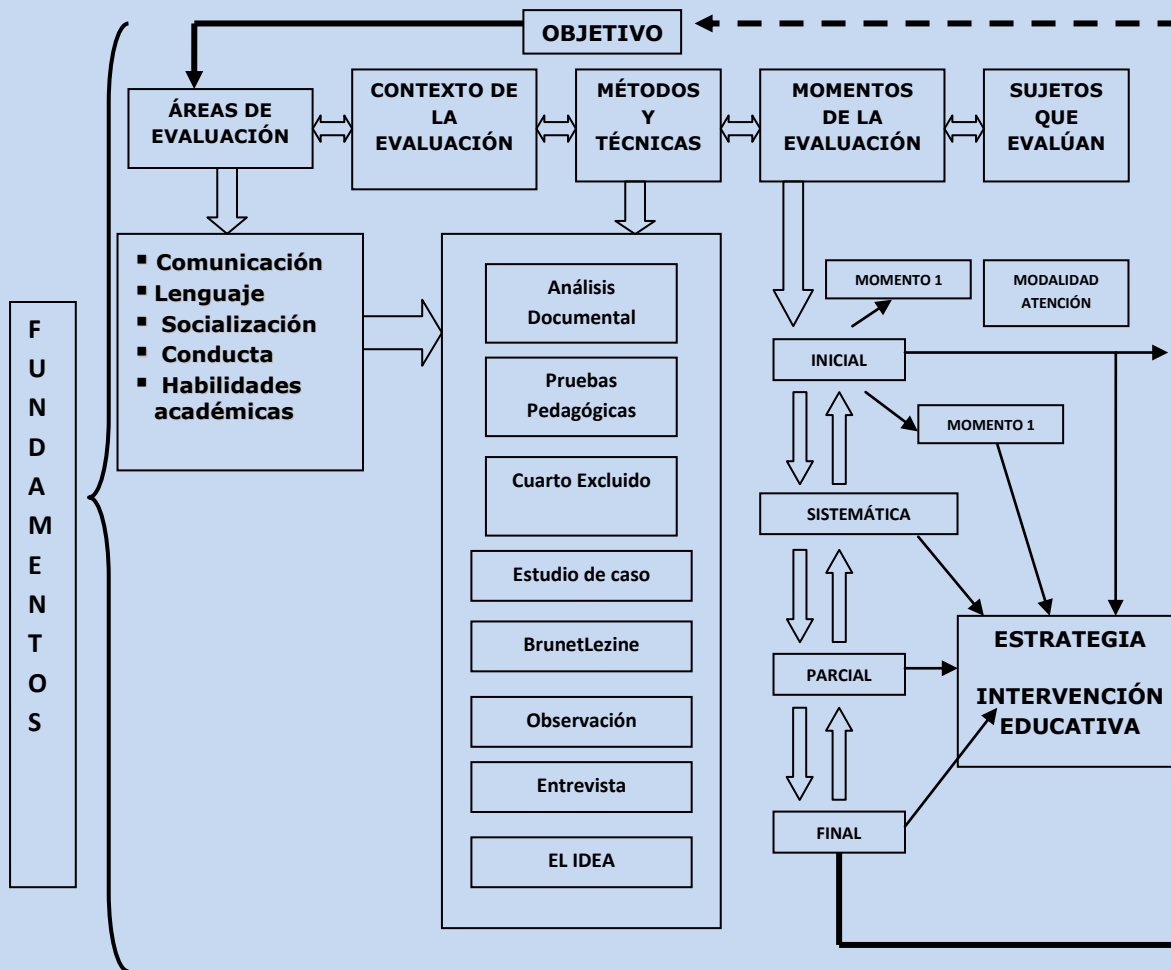 OBJETIVO
ÁREAS DE
EVALUACIÓN
CONTEXTO DE
LA
EVALUACIÓN
MÉTODOS
Y
TÉCNICAS
MOMENTOS
DE LA
EVALUACIÓN
SUJETOS
QUE
EVALÚAN
F
U
N
D
A
M
E
N
T
O
S
▪ Comunicación
▪ Lenguaje
▪ Socialización
▪ Conducta
▪ Habilidades
académicas
Análisis
Documental
Pruebas
Pedagógicas
Cuarto Excluido
Estudio de caso
BrunetLezine
Observación
Entrevista
EL IDEA
MOMENTO 1
MODALIDAD
ATENCIÓN
INICIAL
MOMENTO 1
SISTEMÁTICA
PARCIAL
FINAL
ESTRATEGIA
INTERVENCIÓN
EDUCATIVA